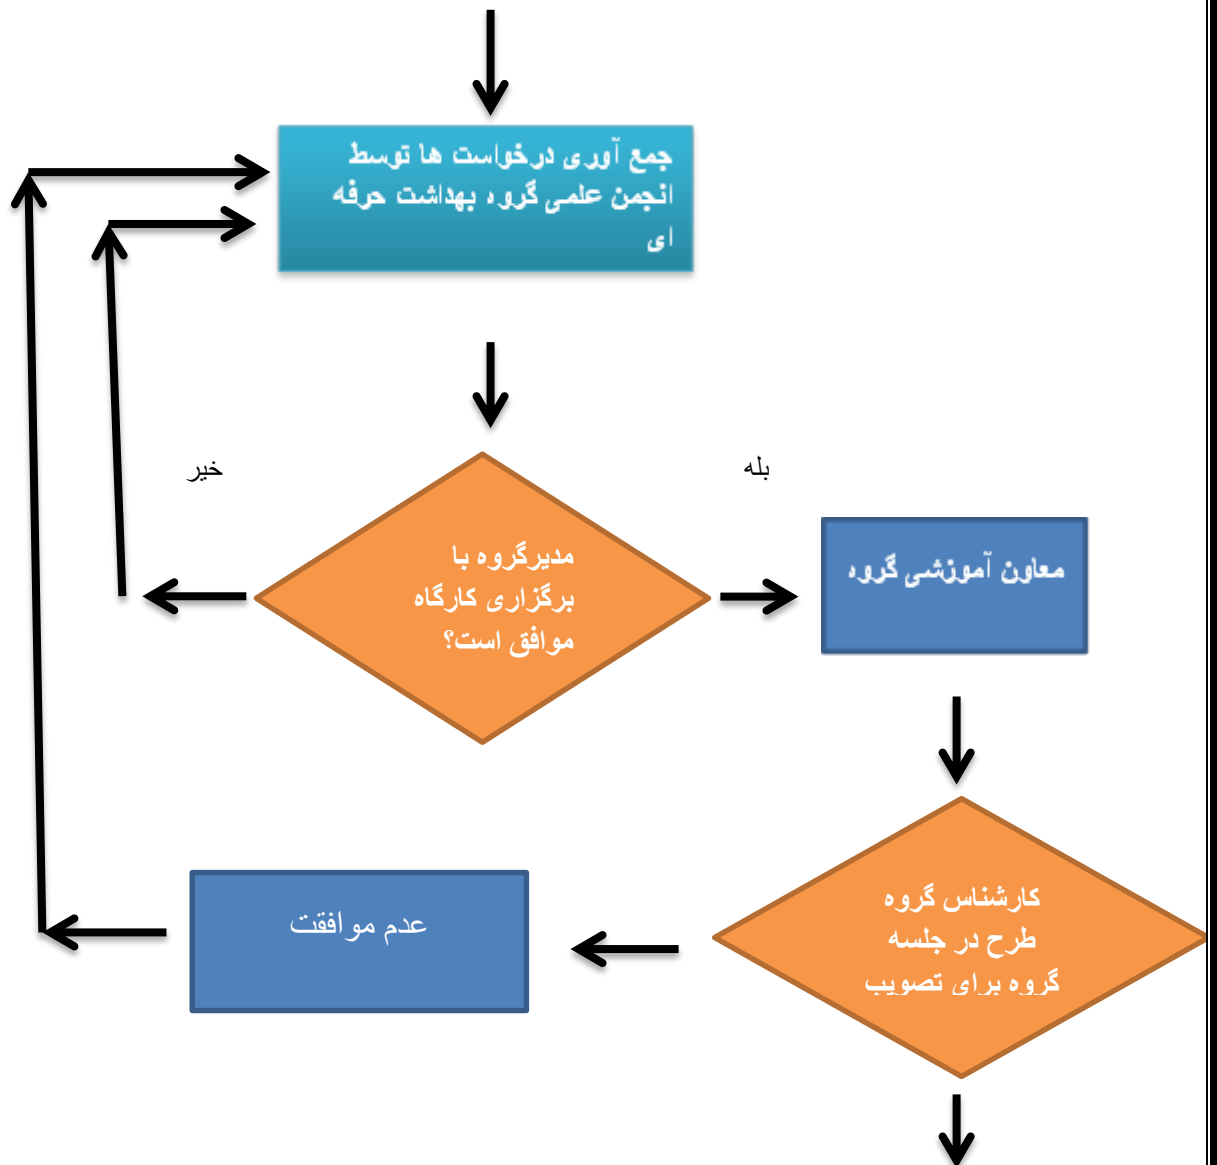 جمع آوری درخواست ها توسط
انجمن علمی گروه بهداشت حرفه
ای
خیر
بله
مدیرگروه با
برگزاری کارگاه
موافق است؟
معاون آموزشی گروه
کارشناس گروه
طرح در جلسه
گروه برای تصویب
عدم موافقت